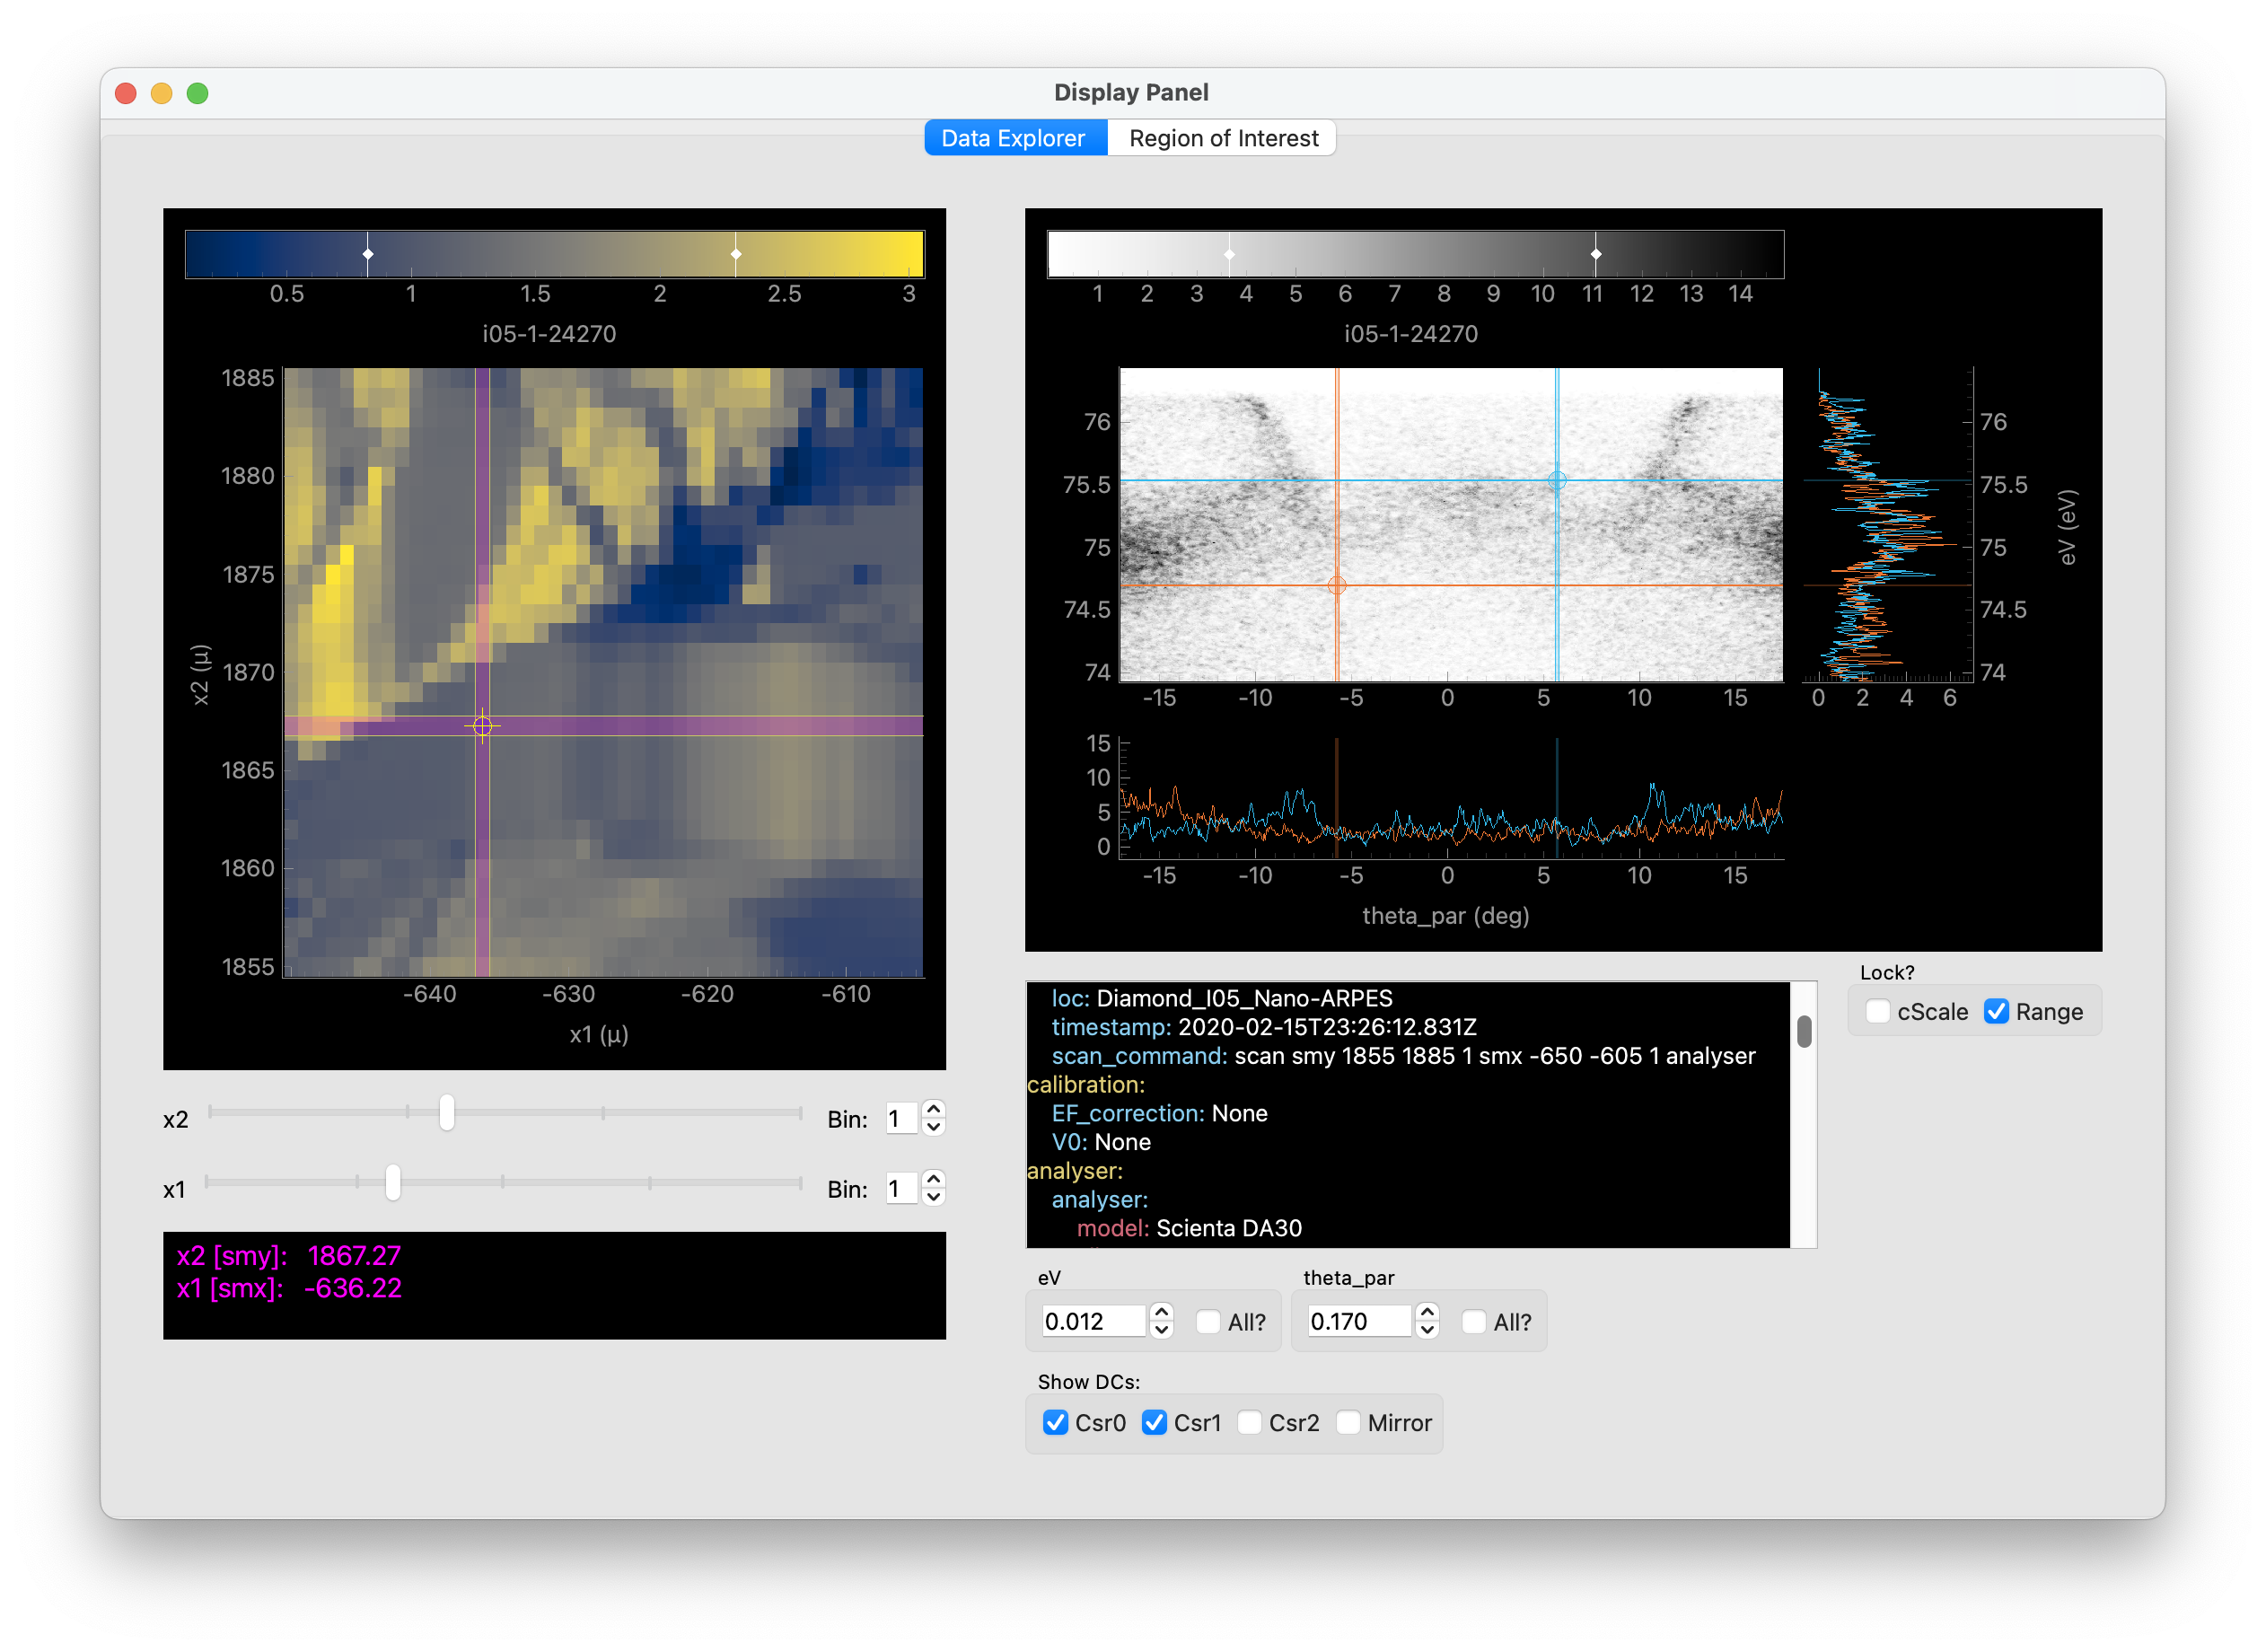 Display Panel
Data Explorer Region of Interest
0.5 1 1.5 2 2.5 3
i05-1-24270
1885
1880
1875
1870
1865
1860
1855
x2 (µ)
-640 -630 -620 -610
x1 (µ)
x2 Bin: 1
x1 Bin: 1
x2 [smy]: 1867.27
x1 [smx]: -636.22
1 2 3 4 5 6 7 8 9 10 11 12 13 14
i05-1-24270
76
75.5
75
74.5
74
-15 -10 -5 0 5 10 15
76
75.5
75
74.5
74
eV (eV)
0 2 4 6
15
10
5
0
-15 -10 -5 0 5 10 15
theta_par (deg)
loc: Diamond_I05_Nano-ARPES
timestamp: 2020-02-15T23:26:12.831Z
scan_command: scan smy 1855 1885 1 smx -650 -605 1 analyser
calibration:
EF_correction: None
V0: None
analyser:
analyser:
model: Scienta DA30
Lock?
cScale Range
eV theta_par
0.012 All? 0.170 All?
Show DCs:
Csr0 Csr1 Csr2 Mirror